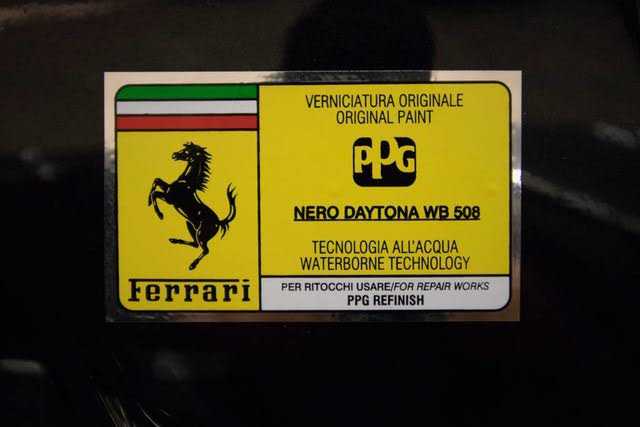 VERNICIATURA ORIGINALE
ORIGINAL PAINT
PPG
NERO DAYTONA WB 508
TECNOLOGIA ALL'ACQUA
WATERBORNE TECHNOLOGY
Ferrari
PER RITOCCHI USARE/FOR REPAIR WORKS
PPG REFINISH